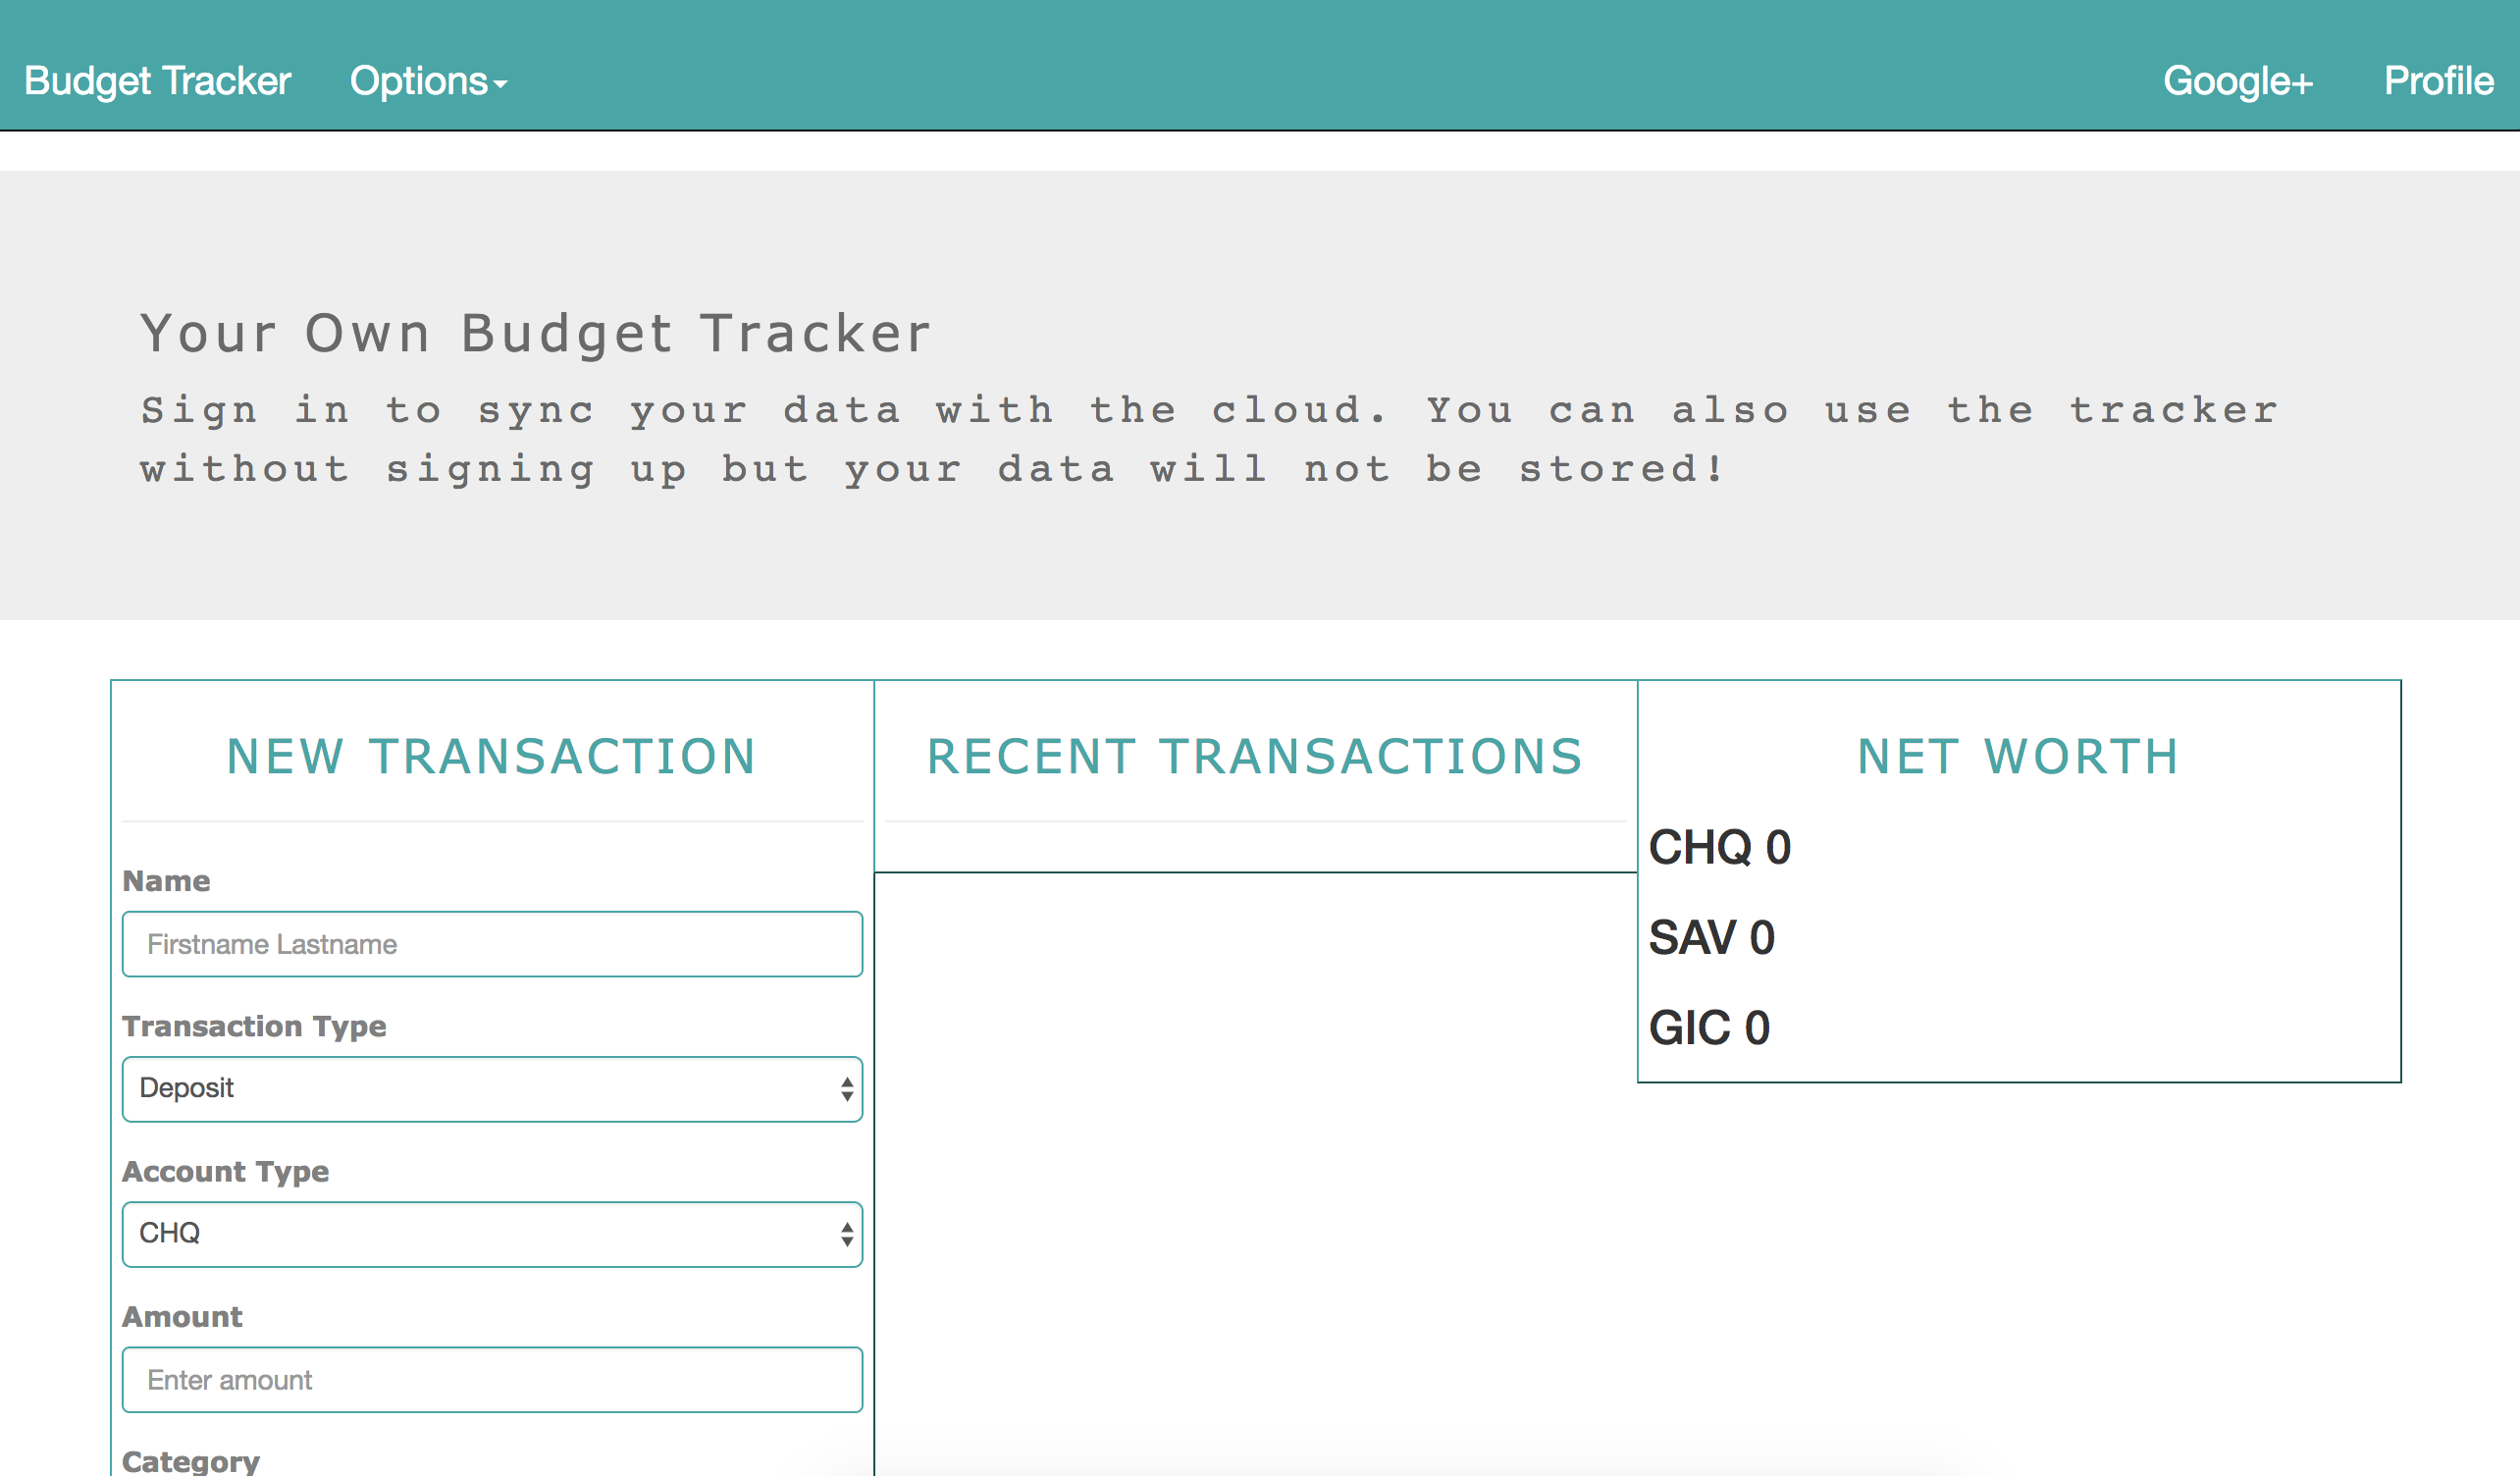 Budget Tracker Options Google+ Profile
Your Own Budget Tracker
Sign in to sync your data with the cloud. You can also use the tracker
without signing up but your data will not be stored!
NEW TRANSACTION
Name
Firstname Lastname
Transaction Type
Deposit
Account Type
CHQ
Amount
Enter amount
Category
RECENT TRANSACTIONS
NET WORTH
CHQ 0
SAV 0
GIC 0